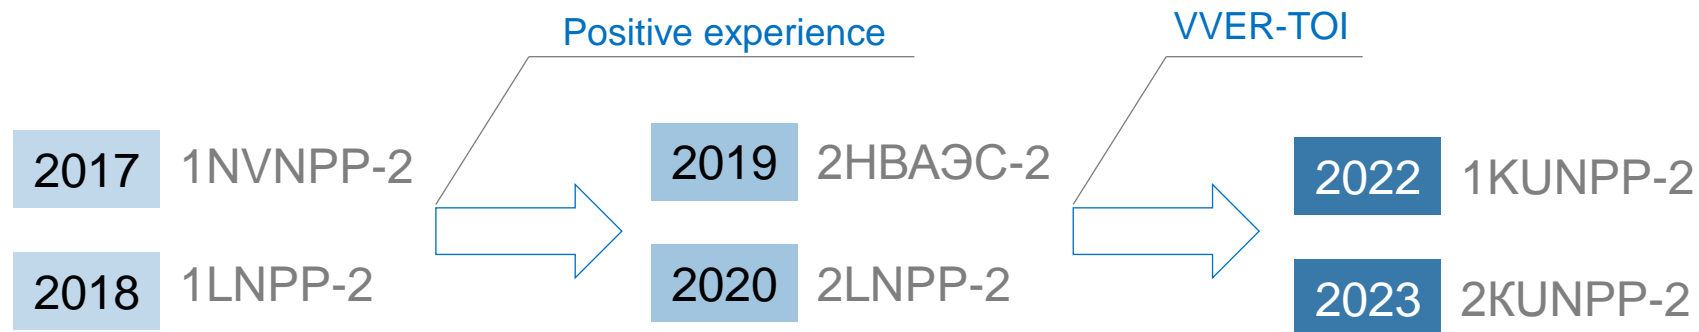 Positive experience
VVER-TOI
2017 1NVNPP-2
2019 2НВАЭС-2
2022 1KUNPP-2
2018 1LNPP-2
2020 2LNPP-2
2023 2KUNPP-2